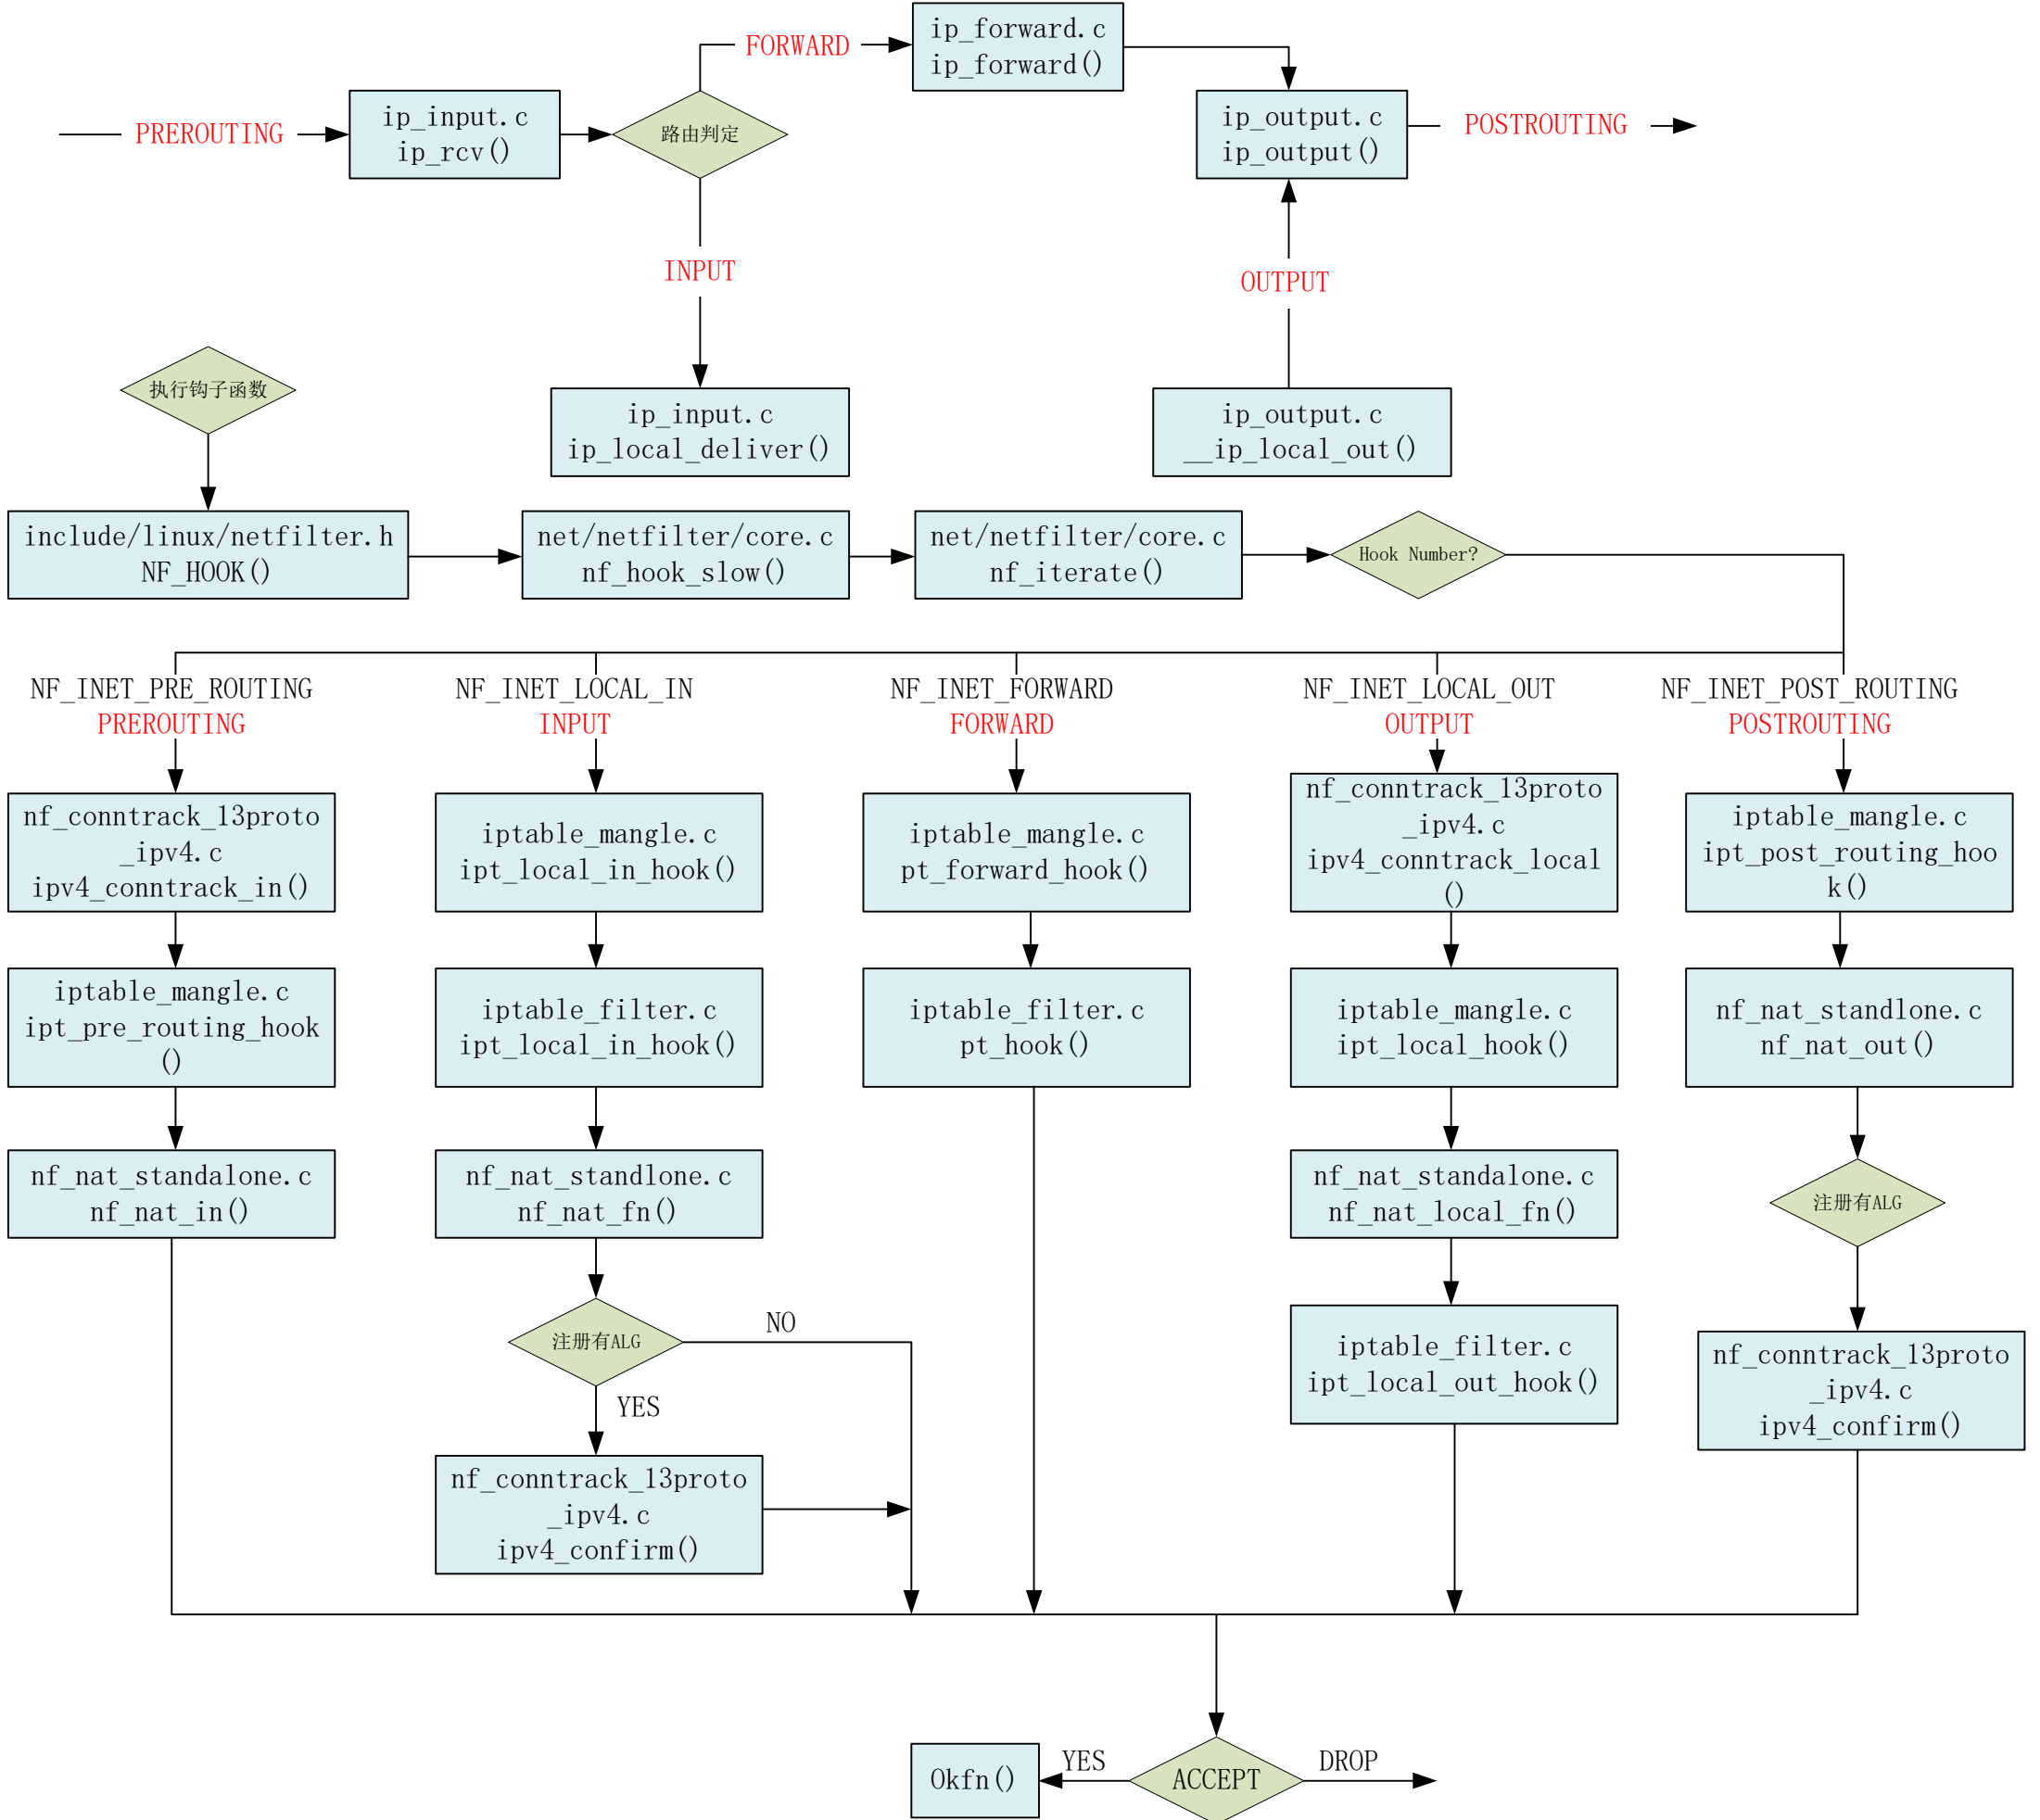 ip_forward.c
ip_forward()
FORWARD
PREROUTING
ip_input.c
ip_rcv()
路由判定
ip_output.c
ip_output()
POSTROUTING
INPUT
OUTPUT
执行钩子函数
ip_input.c
ip_local_deliver()
ip_output.c
__ip_local_out()
include/linux/netfilter.h
NF_HOOK()
net/netfilter/core.c
nf_hook_slow()
net/netfilter/core.c
nf_iterate()
Hook Number?
NF_INET_PRE_ROUTING
PREROUTING
NF_INET_LOCAL_IN
INPUT
NF_INET_FORWARD
FORWARD
NF_INET_LOCAL_OUT
OUTPUT
NF_INET_POST_ROUTING
POSTROUTING
nf_conntrack_l3proto
_ipv4.c
ipv4_conntrack_in()
iptable_mangle.c
ipt_local_in_hook()
iptable_mangle.c
pt_forward_hook()
nf_conntrack_l3proto
_ipv4.c
ipv4_conntrack_local
()
iptable_mangle.c
ipt_post_routing_hoo
k()
iptable_mangle.c
ipt_pre_routing_hook
()
iptable_filter.c
ipt_local_in_hook()
iptable_filter.c
pt_hook()
iptable_mangle.c
ipt_local_hook()
nf_nat_standlone.c
nf_nat_out()
nf_nat_standalone.c
nf_nat_in()
nf_nat_standlone.c
nf_nat_fn()
nf_nat_standalone.c
nf_nat_local_fn()
注册有ALG
注册有ALG
NO
YES
iptable_filter.c
ipt_local_out_hook()
nf_conntrack_l3proto
_ipv4.c
ipv4_confirm()
nf_conntrack_l3proto
_ipv4.c
ipv4_confirm()
Okfn()
YES
ACCEPT
DROP